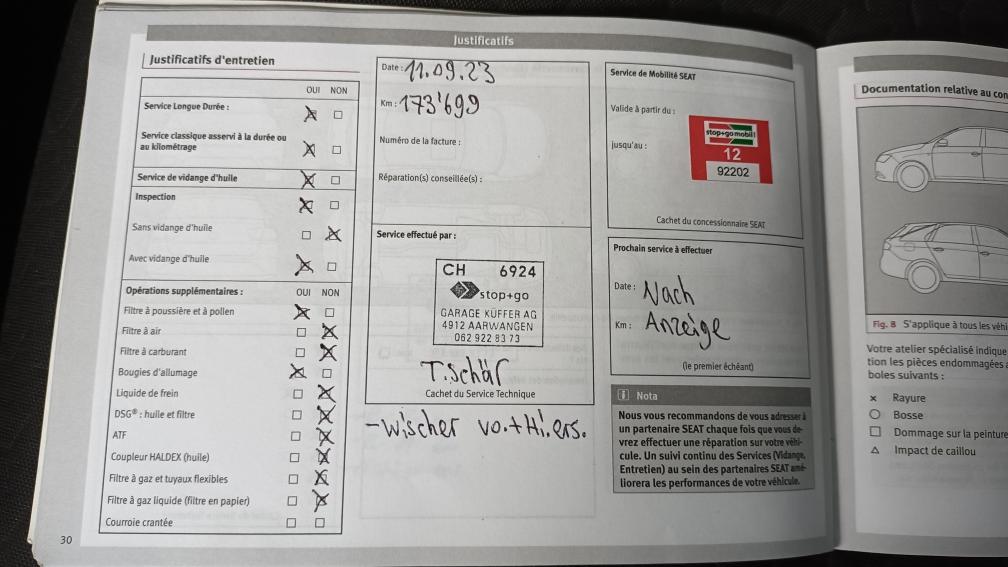 Justificatifs
Justificatifs d'entretien
OUI NON
Service Longue Durée :
Service classique asservi à la durée ou
au kilométrage
Service de vidange d'huile
Inspection
Sans vidange d'huile
Avec vidange d'huile
Opérations supplémentaires : OUI NON
Filtre à poussière et à pollen
Filtre à air
Filtre à carburant
Bougies d'allumage
Liquide de frein
DSG® : huile et filtre
ATF
Coupleur HALDEX (huile)
Filtre à gaz et tuyaux flexibles
Filtre à gaz liquide (filtre en papier)
Courroie crantée
30
Date : 11.09.23
Km : 173'699
Numéro de la facture :
Réparation(s) conseillée(s) :
Service effectué par :
CH 6924
stop+go
GARAGE KÜFFER AG
4912 AARWANGEN
062 922 83 73
T.schär
Cachet du Service Technique
-wischer vo.+Hi.ers.
Service de Mobilité SEAT
Valide à partir du :
jusqu'au :
stop+go mobil!
12
92202
Cachet du concessionnaire SEAT
Prochain service à effectuer
Date : Nach
Km : Anzeige
(le premier échéant)
i Nota
Nous vous recommandons de vous adresser à
un partenaire SEAT chaque fois que vous de-
vrez effectuer une réparation sur votre véhi-
cule. Un suivi continu des Services (Vidange,
Entretien) au sein des partenaires SEAT amé-
liorera les performances de votre véhicule.
Documentation relative au con
Fig. 8 S'applique à tous les véhi
Votre atelier spécialisé indique
tion les pièces endommagées a
boles suivants :
× Rayure
○ Bosse
□ Dommage sur la peinture
△ Impact de caillou